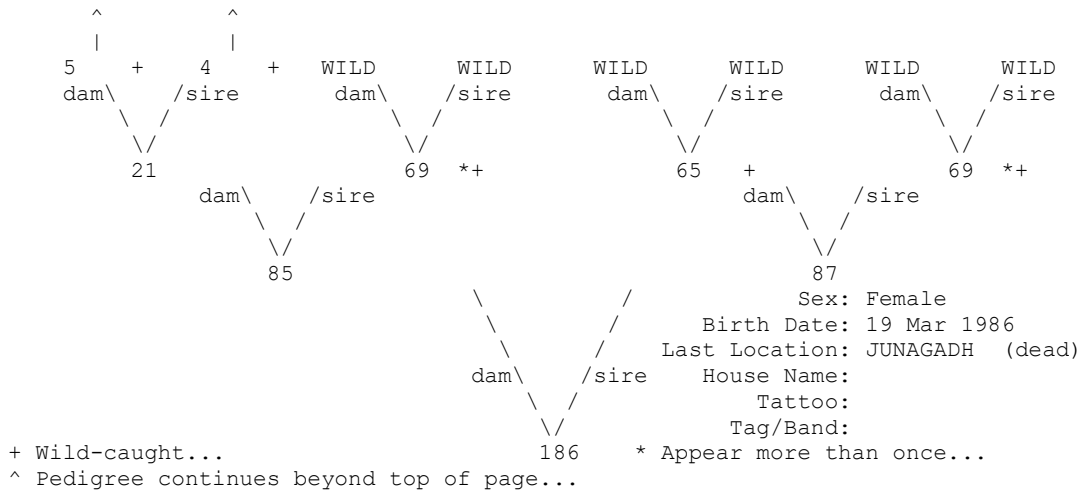 ^ ^
| |
5 + 4 + WILD WILD WILD WILD WILD WILD
dam\ /sire dam\ /sire dam\ /sire dam\ /sire
\ / \ / \ / \ /
\/ \/ \/ \/
21 69 *+ 65 + 69 *+
dam\ /sire dam\ /sire
\ / \ /
\/ \/
85 87
\ / Sex: Female
\ / Birth Date: 19 Mar 1986
\ / Last Location: JUNAGADH (dead)
dam\ /sire House Name:
\ / Tattoo:
\/ Tag/Band:
+ Wild-caught... 186 * Appear more than once...
^ Pedigree continues beyond top of page...